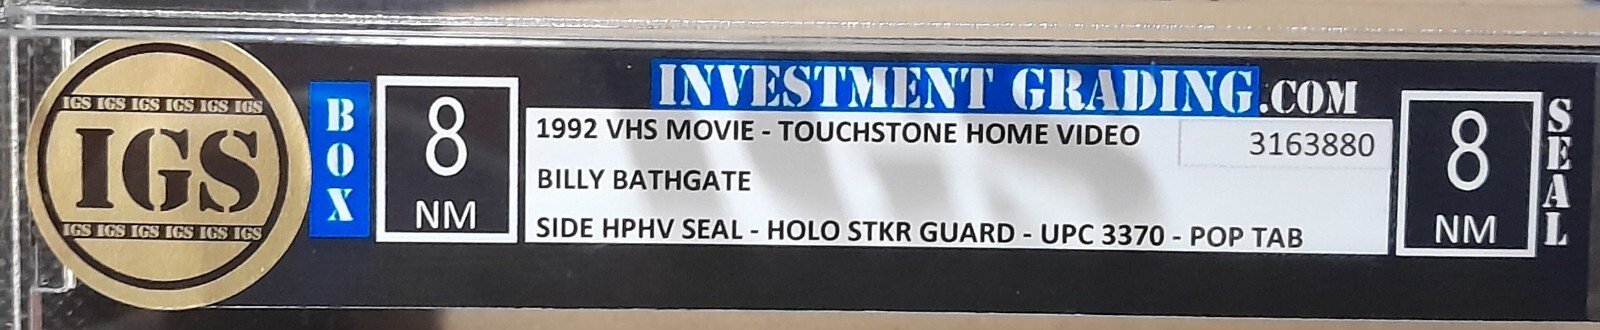 IGS IGS IGS IGS IGS IGS
IGS
IGS IGS IGS IGS IGS IGS
BOX
8
NM
INVESTMENT GRADING.COM
1992 VHS MOVIE - TOUCHSTONE HOME VIDEO
3163880
BILLY BATHGATE
SIDE HPHV SEAL - HOLO STKR GUARD - UPC 3370 - POP TAB
8
NM
SEAL